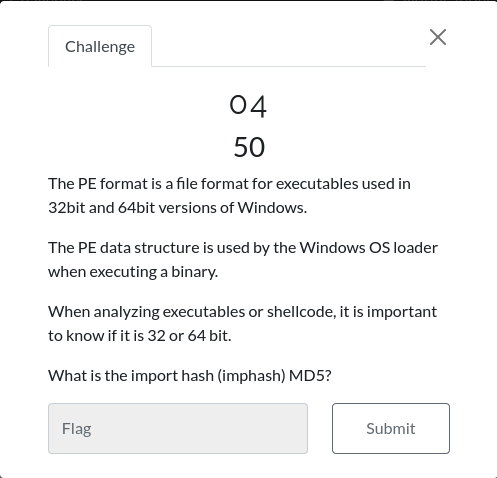 Challenge
04
50
The PE format is a file format for executables used in
32bit and 64bit versions of Windows.
The PE data structure is used by the Windows OS loader
when executing a binary.
When analyzing executables or shellcode, it is important
to know if it is 32 or 64 bit.
What is the import hash (imphash) MD5?
Flag
Submit